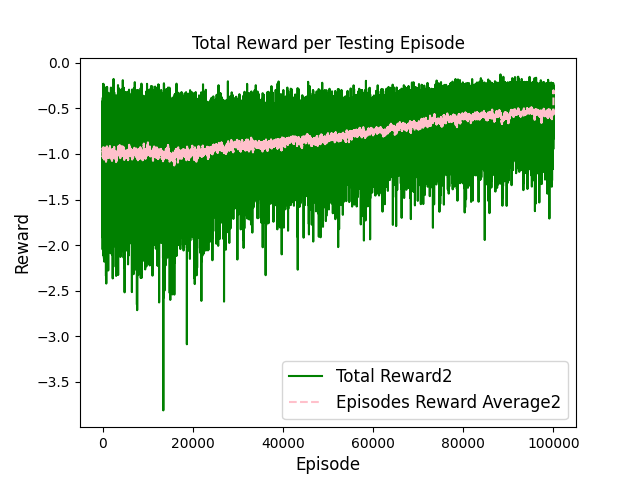 Total Reward per Testing Episode
0.0
−0.5
−1.0
−1.5
−2.0
−2.5
−3.0
−3.5
Reward
Total Reward2
Episodes Reward Average2
0 20000 40000 60000 80000 100000
Episode